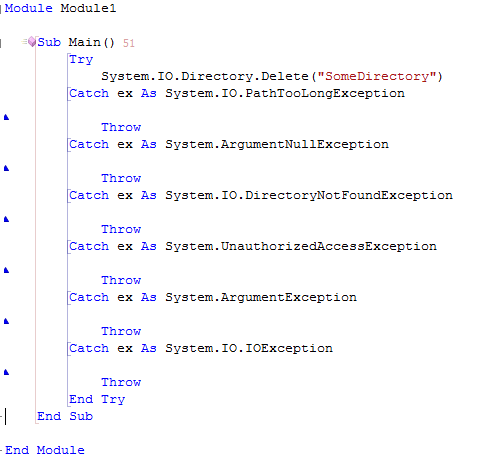 Module Module1
Sub Main() 51
Try
System.IO.Directory.Delete("SomeDirectory")
Catch ex As System.IO.PathTooLongException
Throw
Catch ex As System.ArgumentNullException
Throw
Catch ex As System.IO.DirectoryNotFoundException
Throw
Catch ex As System.UnauthorizedAccessException
Throw
Catch ex As System.ArgumentException
Throw
Catch ex As System.IO.IOException
Throw
End Try
End Sub
End Module